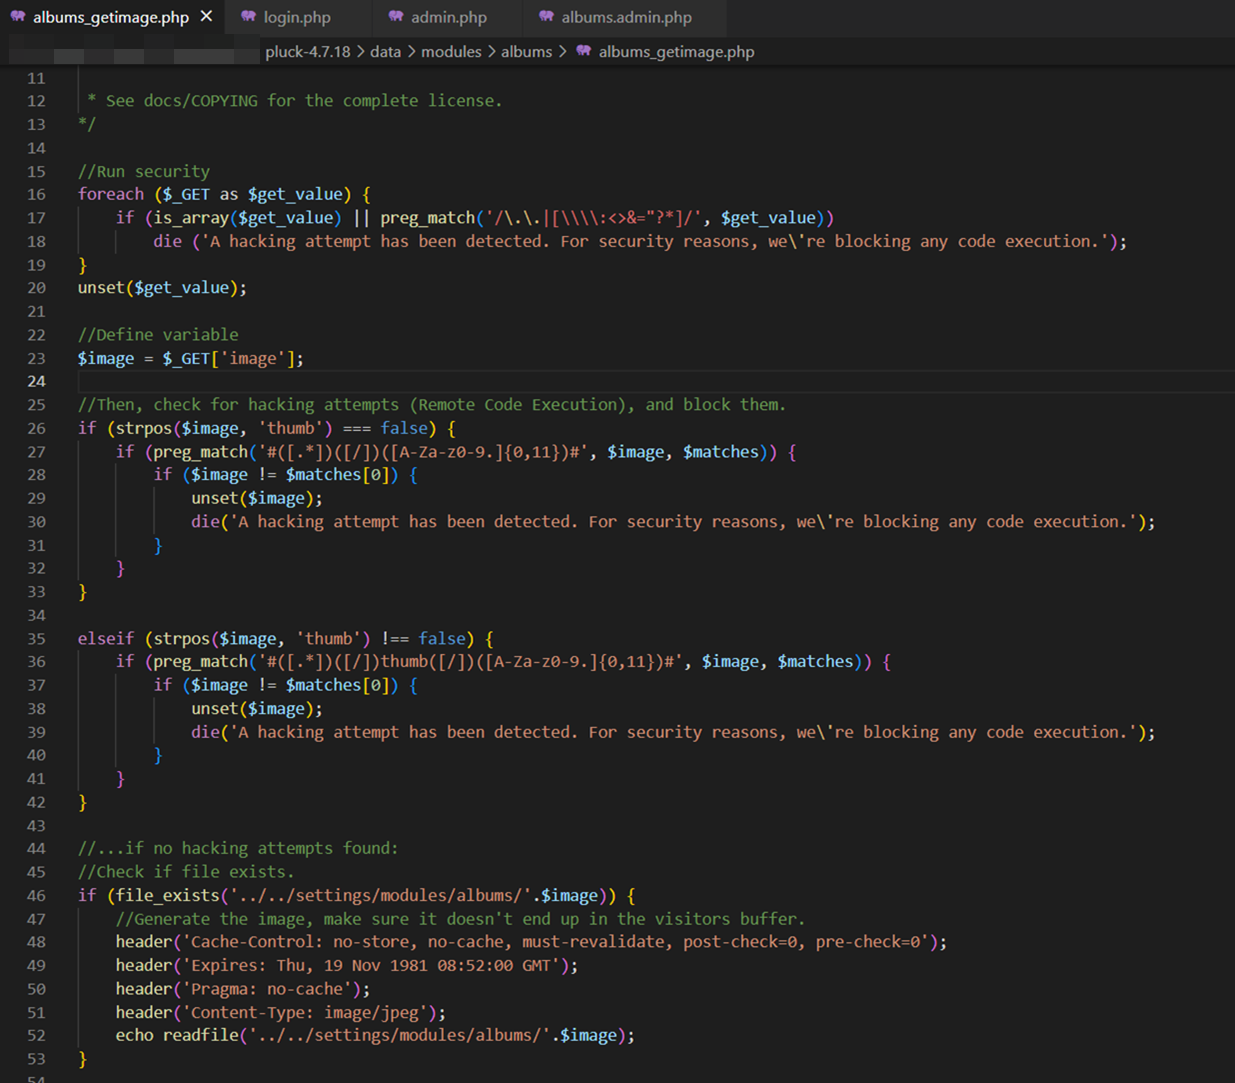 albums_getimage.php × login.php admin.php albums.admin.php
pluck-4.7.18 > data > modules > albums > albums_getimage.php
11
12 * See docs/COPYING for the complete license.
13 */
14
15 //Run security
16 foreach ($_GET as $get_value) {
17 if (is_array($get_value) || preg_match('/\.\.|[\\\\:<>&="?*]/', $get_value))
18 die ('A hacking attempt has been detected. For security reasons, we\'re blocking any code execution.');
19 }
20 unset($get_value);
21
22 //Define variable
23 $image = $_GET['image'];
24
25 //Then, check for hacking attempts (Remote Code Execution), and block them.
26 if (strpos($image, 'thumb') === false) {
27 if (preg_match('#([.*])([/])([A-Za-z0-9.]{0,11})#', $image, $matches)) {
28 if ($image != $matches[0]) {
29 unset($image);
30 die('A hacking attempt has been detected. For security reasons, we\'re blocking any code execution.');
31 }
32 }
33 }
34
35 elseif (strpos($image, 'thumb') !== false) {
36 if (preg_match('#([.*])([/])thumb([/])([A-Za-z0-9.]{0,11})#', $image, $matches)) {
37 if ($image != $matches[0]) {
38 unset($image);
39 die('A hacking attempt has been detected. For security reasons, we\'re blocking any code execution.');
40 }
41 }
42 }
43
44 //...if no hacking attempts found:
45 //Check if file exists.
46 if (file_exists('../../settings/modules/albums/'.$image)) {
47 //Generate the image, make sure it doesn't end up in the visitors buffer.
48 header('Cache-Control: no-store, no-cache, must-revalidate, post-check=0, pre-check=0');
49 header('Expires: Thu, 19 Nov 1981 08:52:00 GMT');
50 header('Pragma: no-cache');
51 header('Content-Type: image/jpeg');
52 echo readfile('../../settings/modules/albums/'.$image);
53 }
54